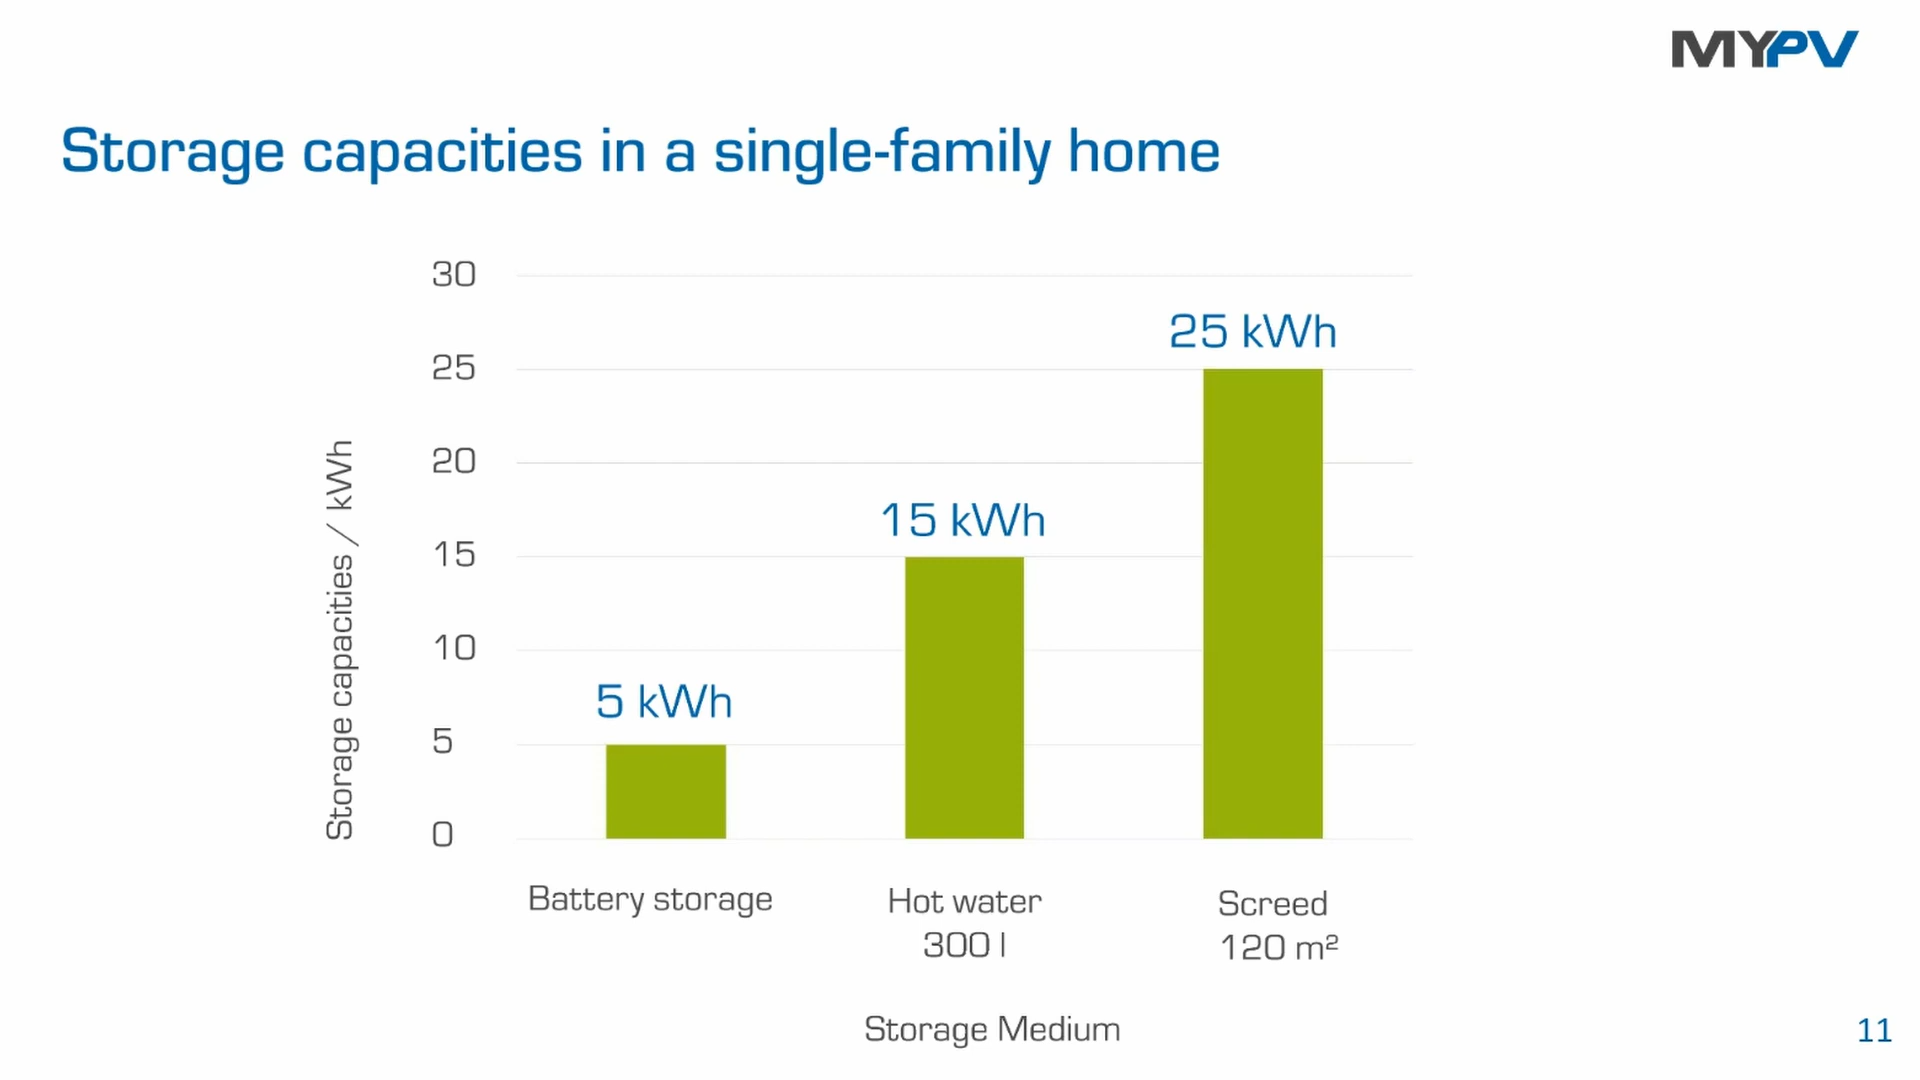 MYPV
Storage capacities in a single-family home
30
25
20
15
10
5
0
Storage capacities / kWh
5 kWh
15 kWh
25 kWh
Battery storage
Hot water
300 l
Screed
120 m²
Storage Medium
11